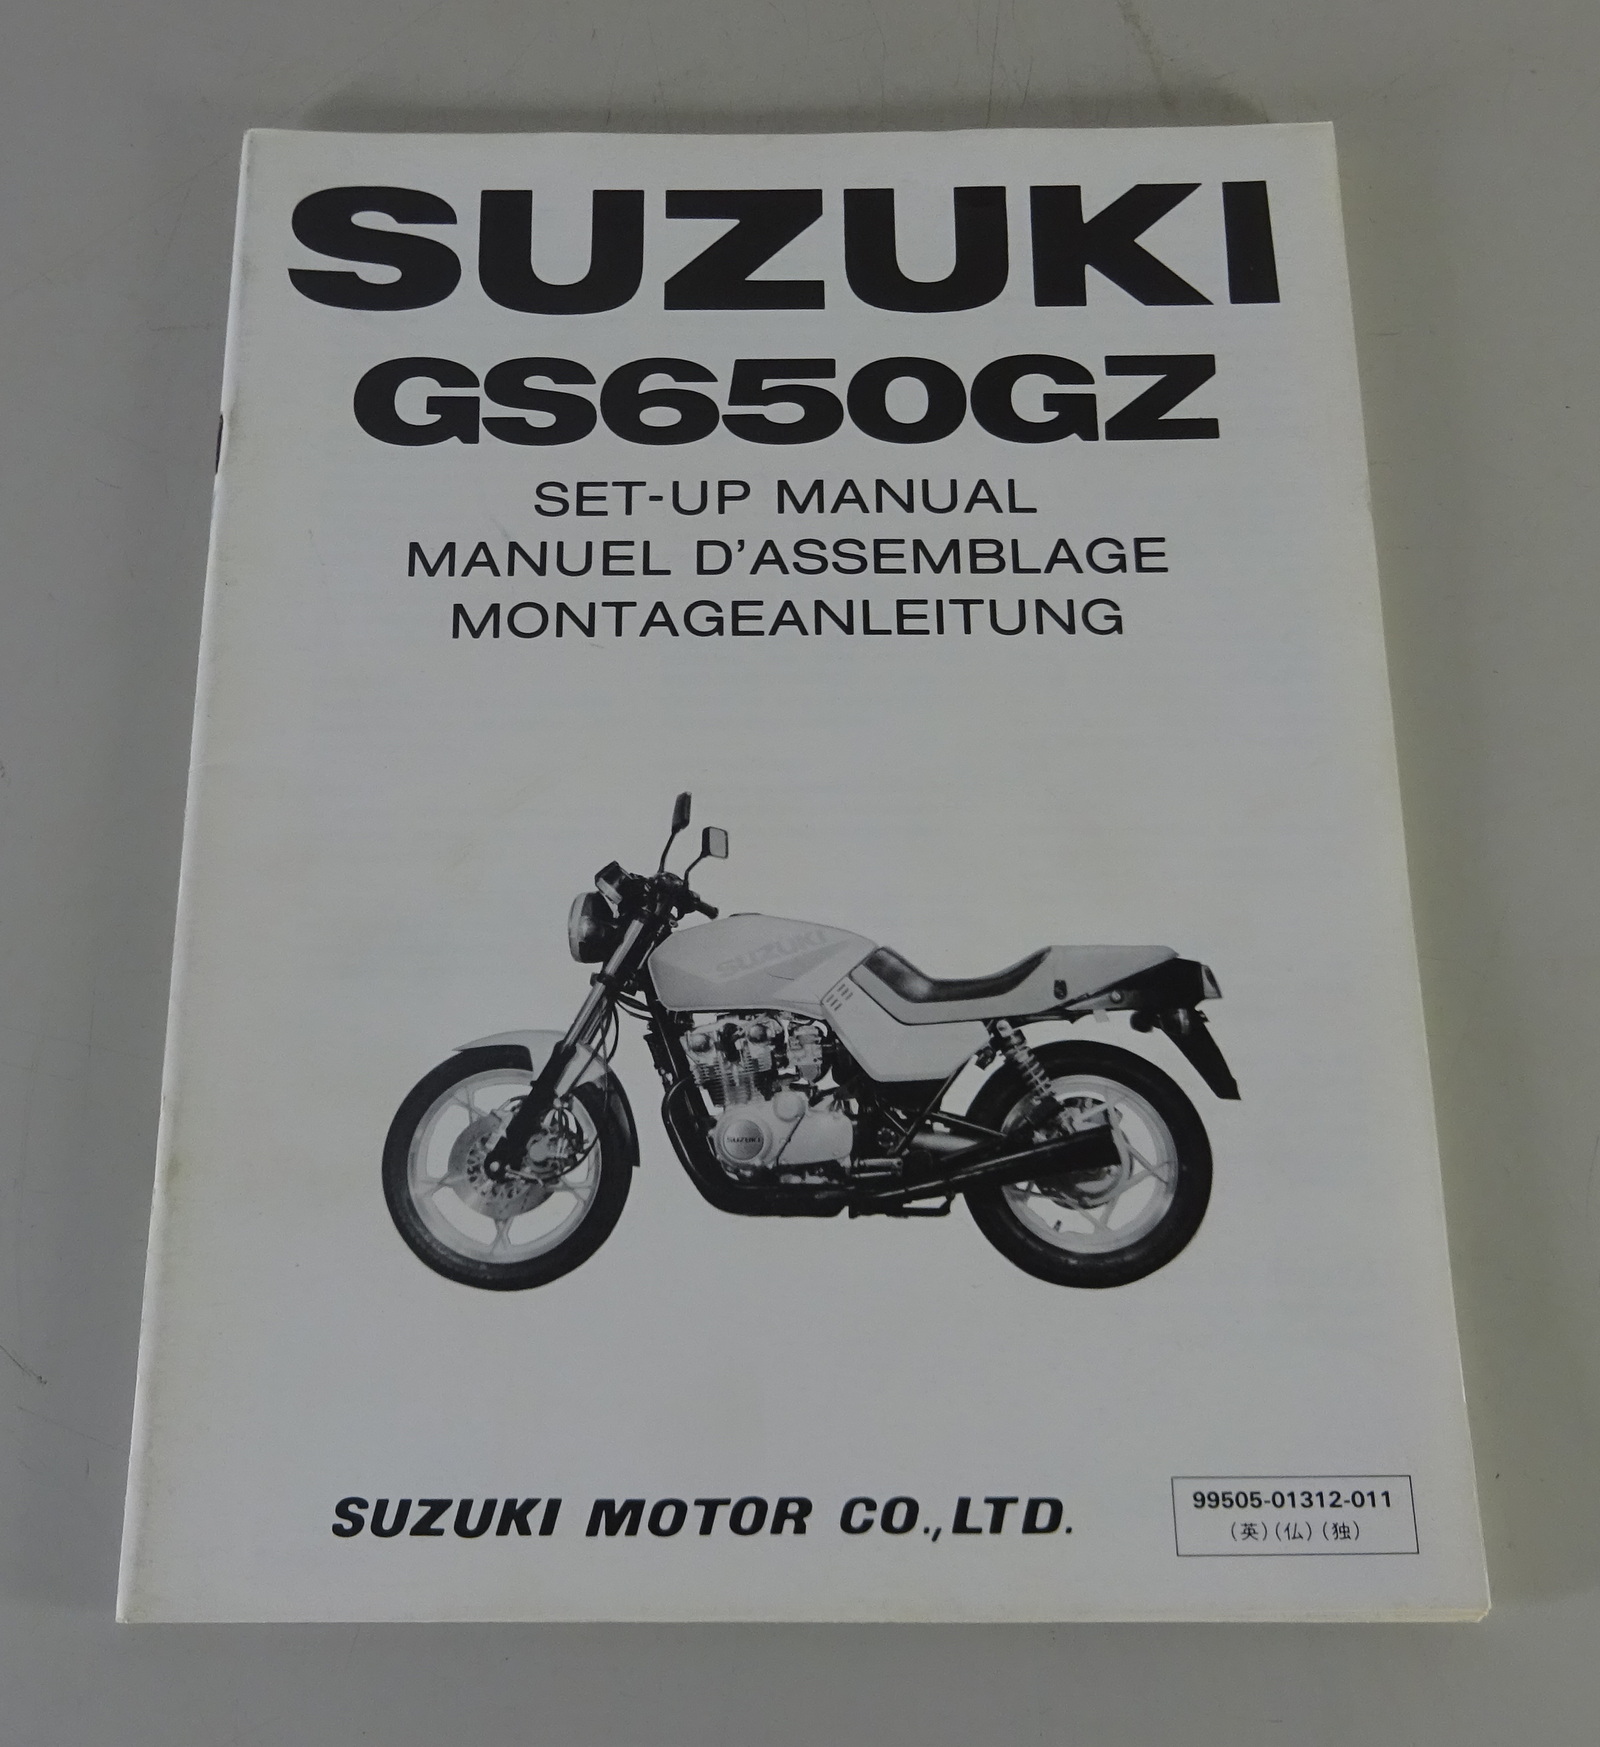 SUZUKI
GS650GZ
SET-UP MANUAL
MANUEL D'ASSEMBLAGE
MONTAGEANLEITUNG
SUZUKI
SUZUKI
SUZUKI MOTOR CO.,LTD.
99505-01312-011
(英)(仏)(独)